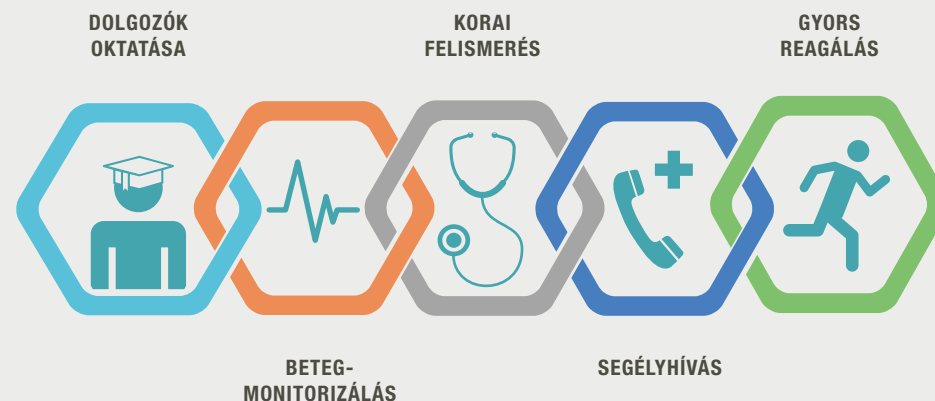 DOLGOZÓK
OKTATÁSA
BETEG-
MONITORIZÁLÁS
KORAI
FELISMERÉS
SEGÉLYHÍVÁS
GYORS
REAGÁLÁS